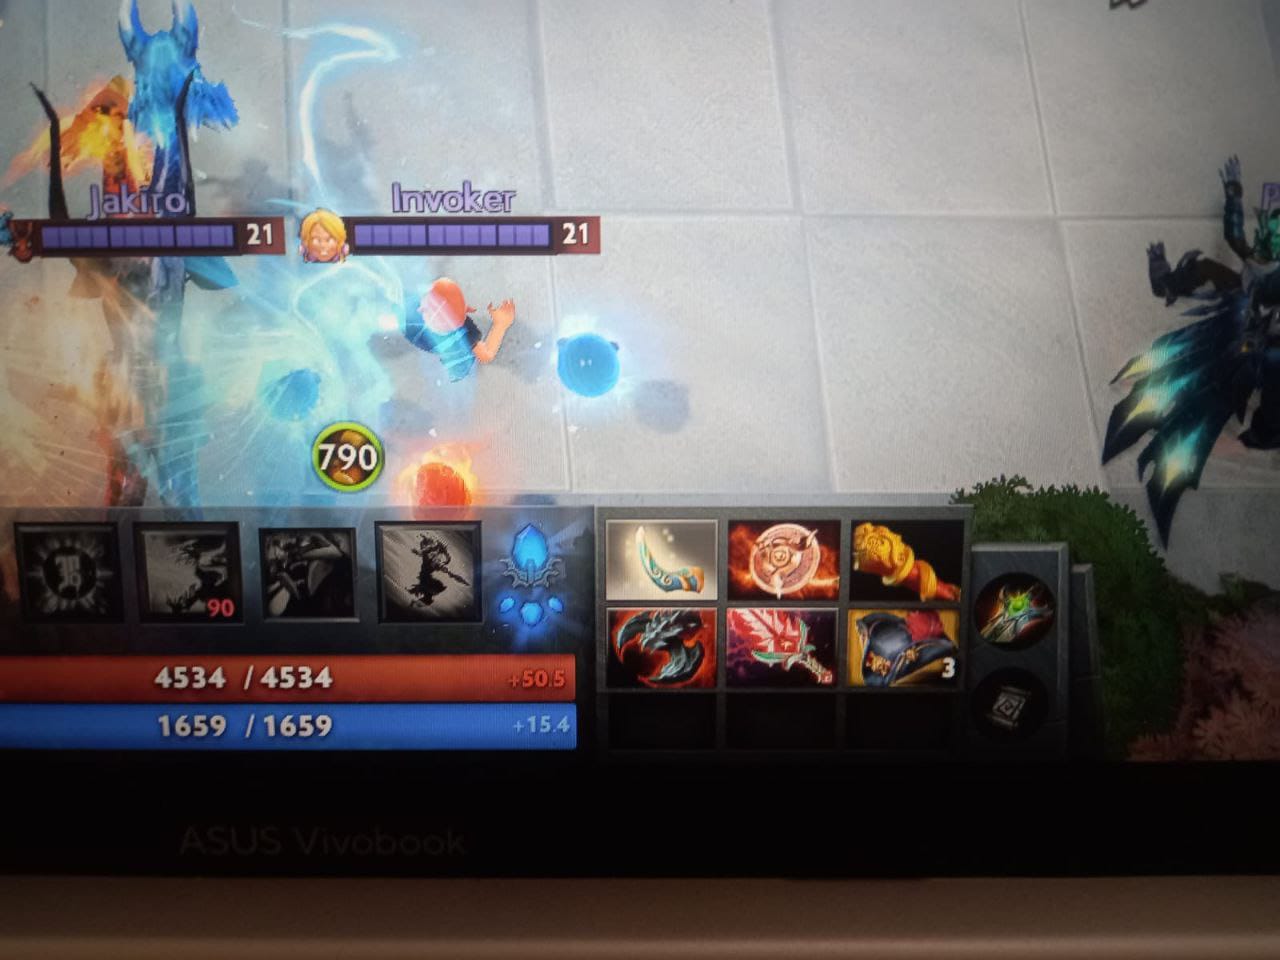 Jakiro
Invoker
21
21
790
90
3
4534 / 4534
+50.5
1659 / 1659
+15.4
ASUS Vivobook